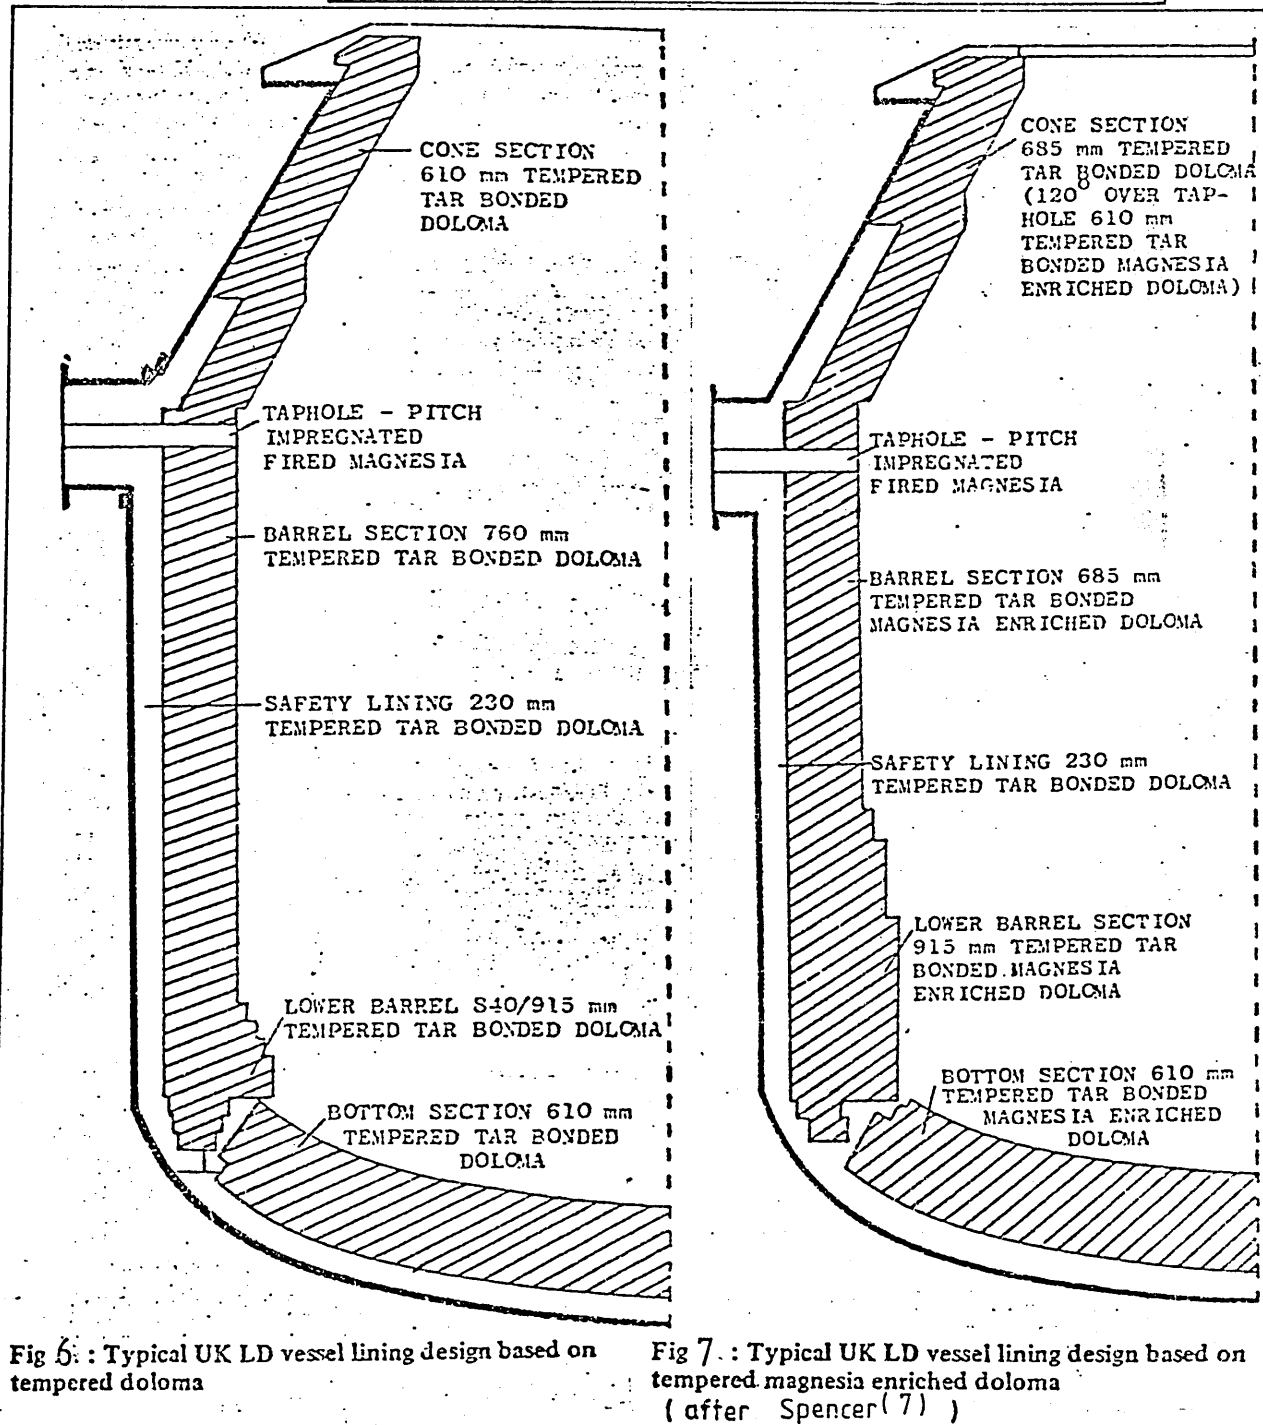 CONE SECTION
610 mm TEMPERED
TAR BONDED
DOLOMA
TAPHOLE - PITCH
IMPREGNATED
FIRED MAGNESIA
BARREL SECTION 760 mm
TEMPERED TAR BONDED DOLOMA
SAFETY LINING 230 mm
TEMPERED TAR BONDED DOLOMA
LOWER BARREL 840/915 mm
TEMPERED TAR BONDED DOLOMA
BOTTOM SECTION 610 mm
TEMPERED TAR BONDED
DOLOMA
Fig 6. : Typical UK LD vessel lining design based on
tempered doloma
CONE SECTION
685 mm TEMPERED
TAR BONDED DOLOMA
(120° OVER TAP-
HOLE 610 mm
TEMPERED TAR
BONDED MAGNESIA
ENRICHED DOLOMA)
TAPHOLE - PITCH
IMPREGNATED
FIRED MAGNESIA
BARREL SECTION 685 mm
TEMPERED TAR BONDED
MAGNESIA ENRICHED DOLOMA
SAFETY LINING 230 mm
TEMPERED TAR BONDED DOLOMA
LOWER BARREL SECTION
915 mm TEMPERED TAR
BONDED MAGNESIA
ENRICHED DOLOMA
BOTTOM SECTION 610 mm
TEMPERED TAR BONDED
MAGNESIA ENRICHED
DOLOMA
Fig 7. : Typical UK LD vessel lining design based on
tempered magnesia enriched doloma
( after Spencer(7) )